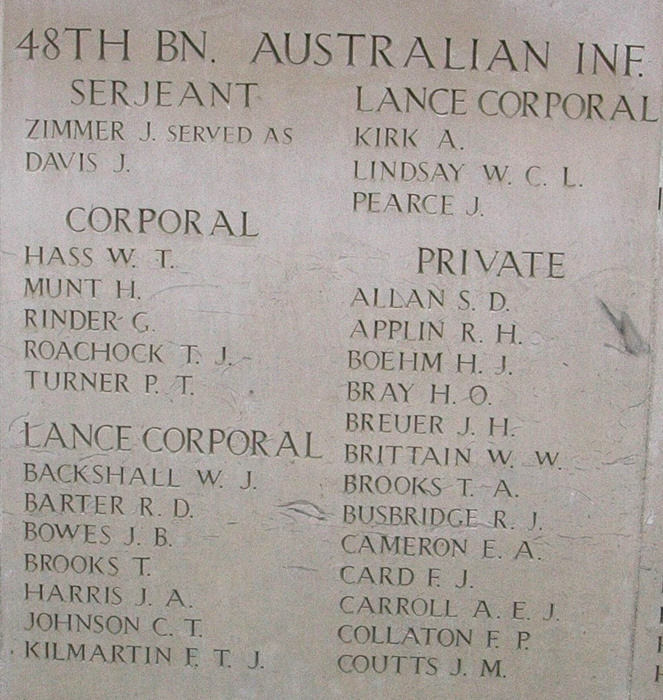 48TH BN. AUSTRALIAN INF.
SERJEANT
ZIMMER J. SERVED AS
DAVIS J.
CORPORAL
HASS W. T.
MUNT H.
RINDER G.
ROACHOCK T. J.
TURNER P. T.
LANCE CORPORAL
BACKSHALL W. J.
BARTER R. D.
BOWES J. B.
BROOKS T.
HARRIS J. A.
JOHNSON C. T.
KILMARTIN F. T. J.
LANCE CORPORAL
KIRK A.
LINDSAY W. C. L.
PEARCE J.
PRIVATE
ALLAN S. D.
APPLIN R. H.
BOEHM H. J.
BRAY H. O.
BREUER J. H.
BRITTAIN W. W.
BROOKS T. A.
BUSBRIDGE R. J.
CAMERON E. A.
CARD F. J.
CARROLL A. E. J.
COLLATON F. P.
COUTTS J. M.